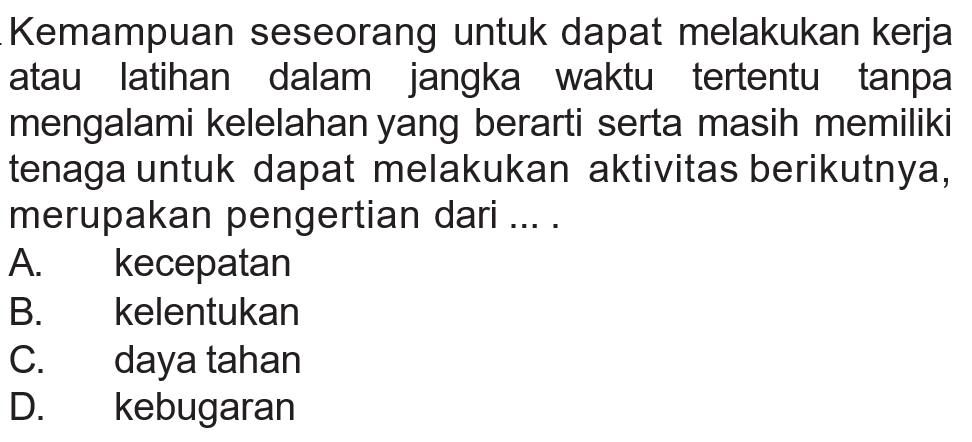 Kemampuan seseorang untuk dapat melakukan kerja
atau latihan dalam jangka waktu tertentu tanpa
mengalami kelelahan yang berarti serta masih memiliki
tenaga untuk dapat melakukan aktivitas berikutnya,
merupakan pengertian dari ... .
A. kecepatan
B. kelentukan
C. daya tahan
D. kebugaran